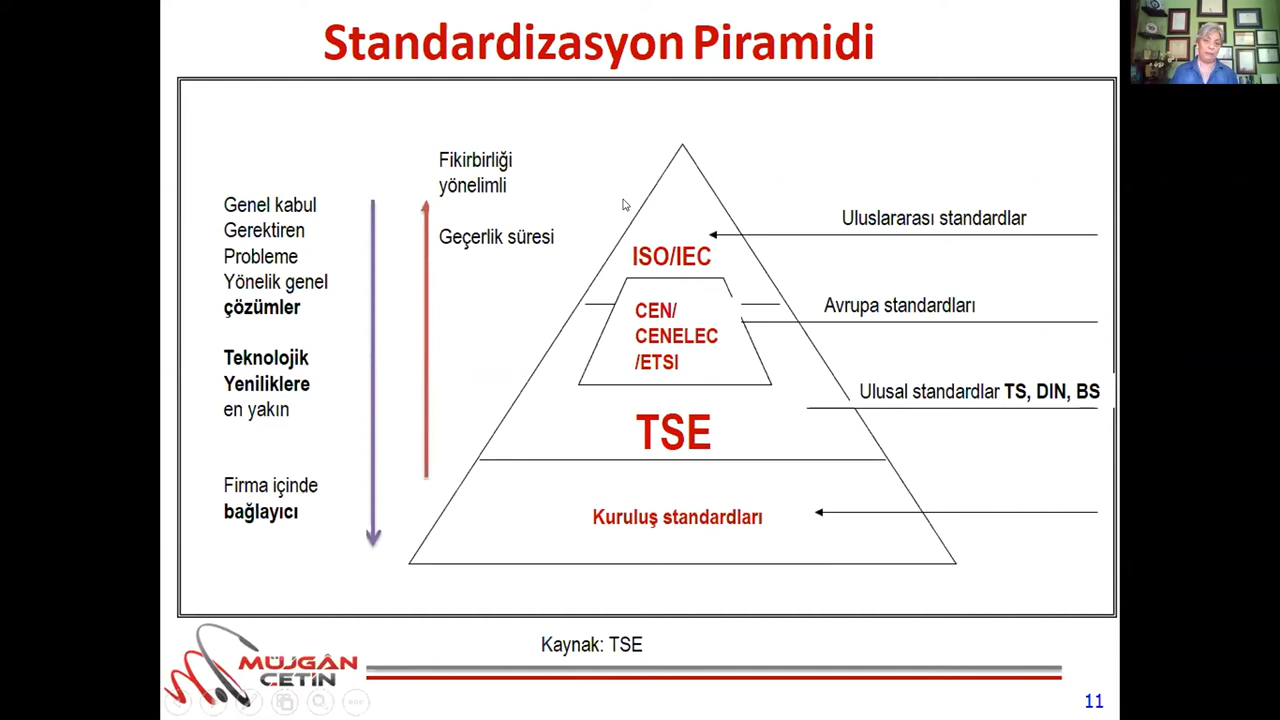 Standardizasyon Piramidi
Fikirbirliği
yönelimli
Geçerlik süresi
Genel kabul
Gerektiren
Probleme
Yönelik genel
çözümler
Teknolojik
Yeniliklere
en yakın
Firma içinde
bağlayıcı
ISO/IEC
CEN/
CENELEC
/ETSI
TSE
Kuruluş standardları
Uluslararası standardlar
Avrupa standardları
Ulusal standardlar TS, DIN, BS
Kaynak: TSE
MÜJGÂN
ÇETİN
11